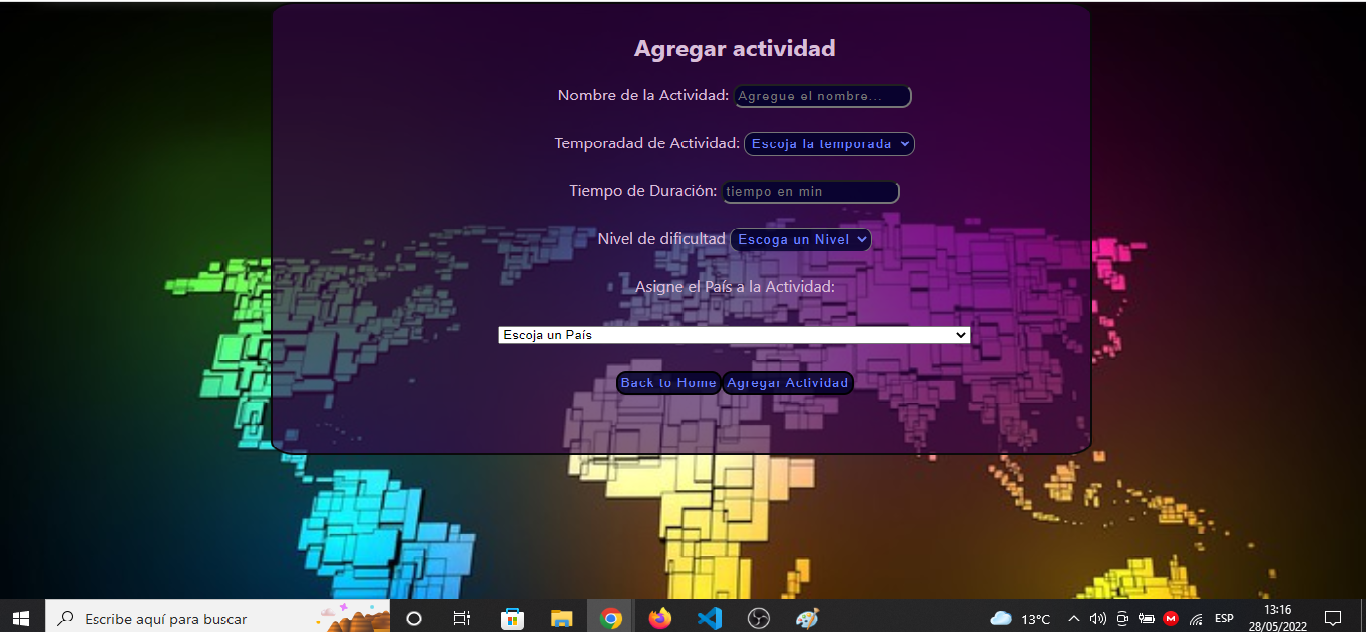 Agregar actividad
Nombre de la Actividad: Agregue el nombre...
Temporadad de Actividad: Escoja la temporada
Tiempo de Duración: tiempo en min
Nivel de dificultad Escoga un Nivel
Asigne el País a la Actividad:
Escoja un País
Back to Home Agregar Actividad
Escribe aquí para buscar
13°C
ESP
13:16
28/05/2022